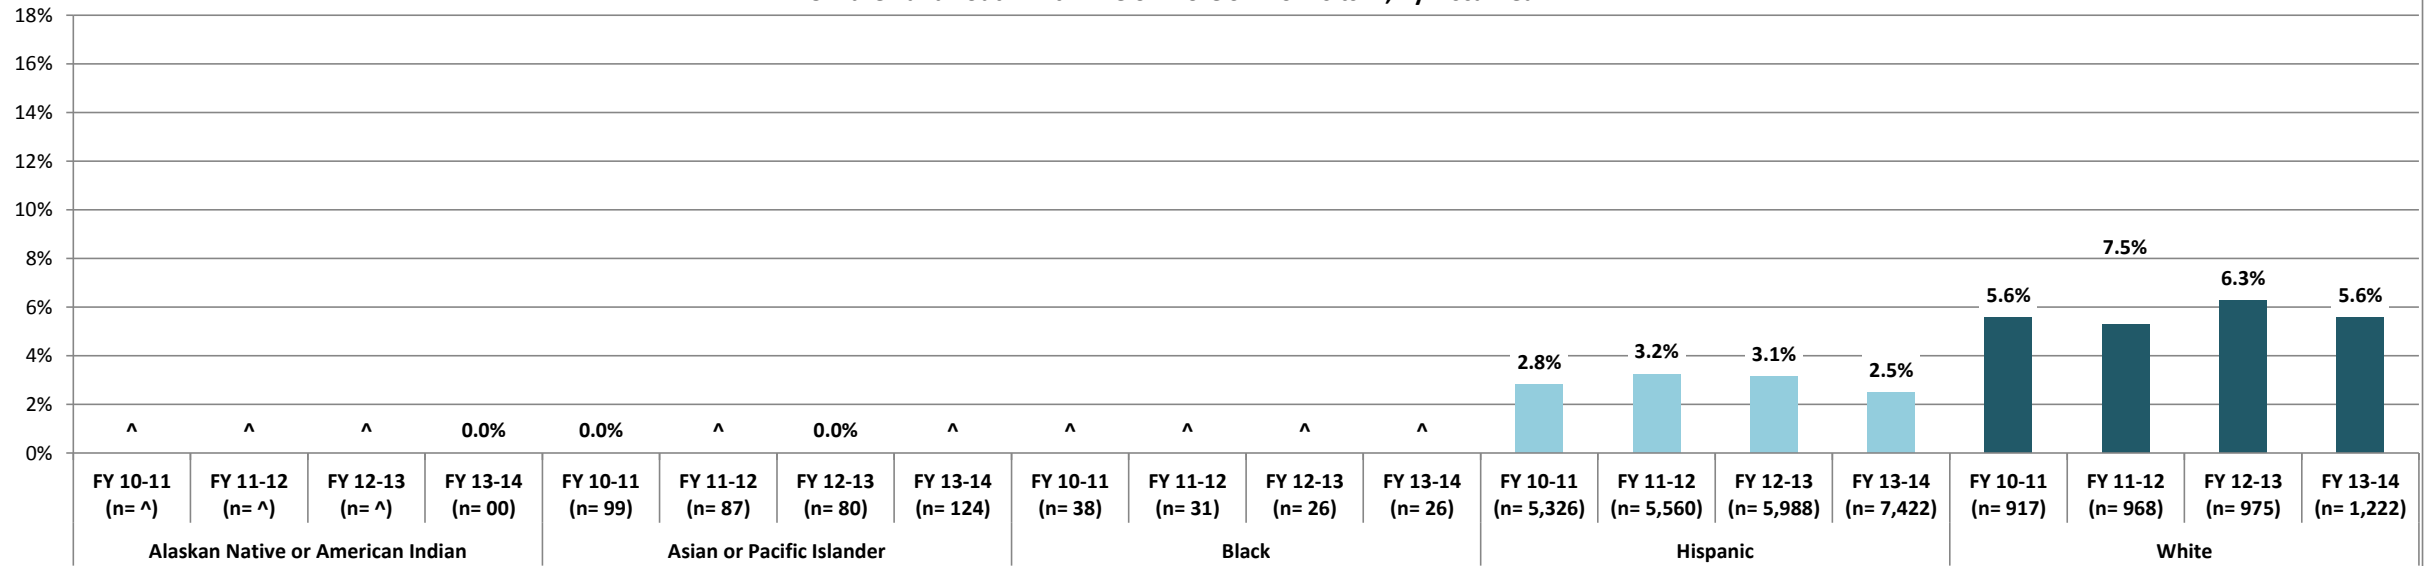 18%
16%
14%
12%
10%
8%
6%
4%
2%
0%
^ ^ ^ 0.0% 0.0% ^ 0.0% ^ ^ ^ ^ ^ 2.8% 3.2% 3.1% 2.5% 5.6% 7.5% 6.3% 5.6%
FY 10-11 FY 11-12 FY 12-13 FY 13-14 FY 10-11 FY 11-12 FY 12-13 FY 13-14 FY 10-11 FY 11-12 FY 12-13 FY 13-14 FY 10-11 FY 11-12 FY 12-13 FY 13-14 FY 10-11 FY 11-12 FY 12-13 FY 13-14
(n= ^) (n= ^) (n= ^) (n= 00) (n= 99) (n= 87) (n= 80) (n= 124) (n= 38) (n= 31) (n= 26) (n= 26) (n= 5,326) (n= 5,560) (n= 5,988) (n= 7,422) (n= 917) (n= 968) (n= 975) (n= 1,222)
Alaskan Native or American Indian Asian or Pacific Islander Black Hispanic White